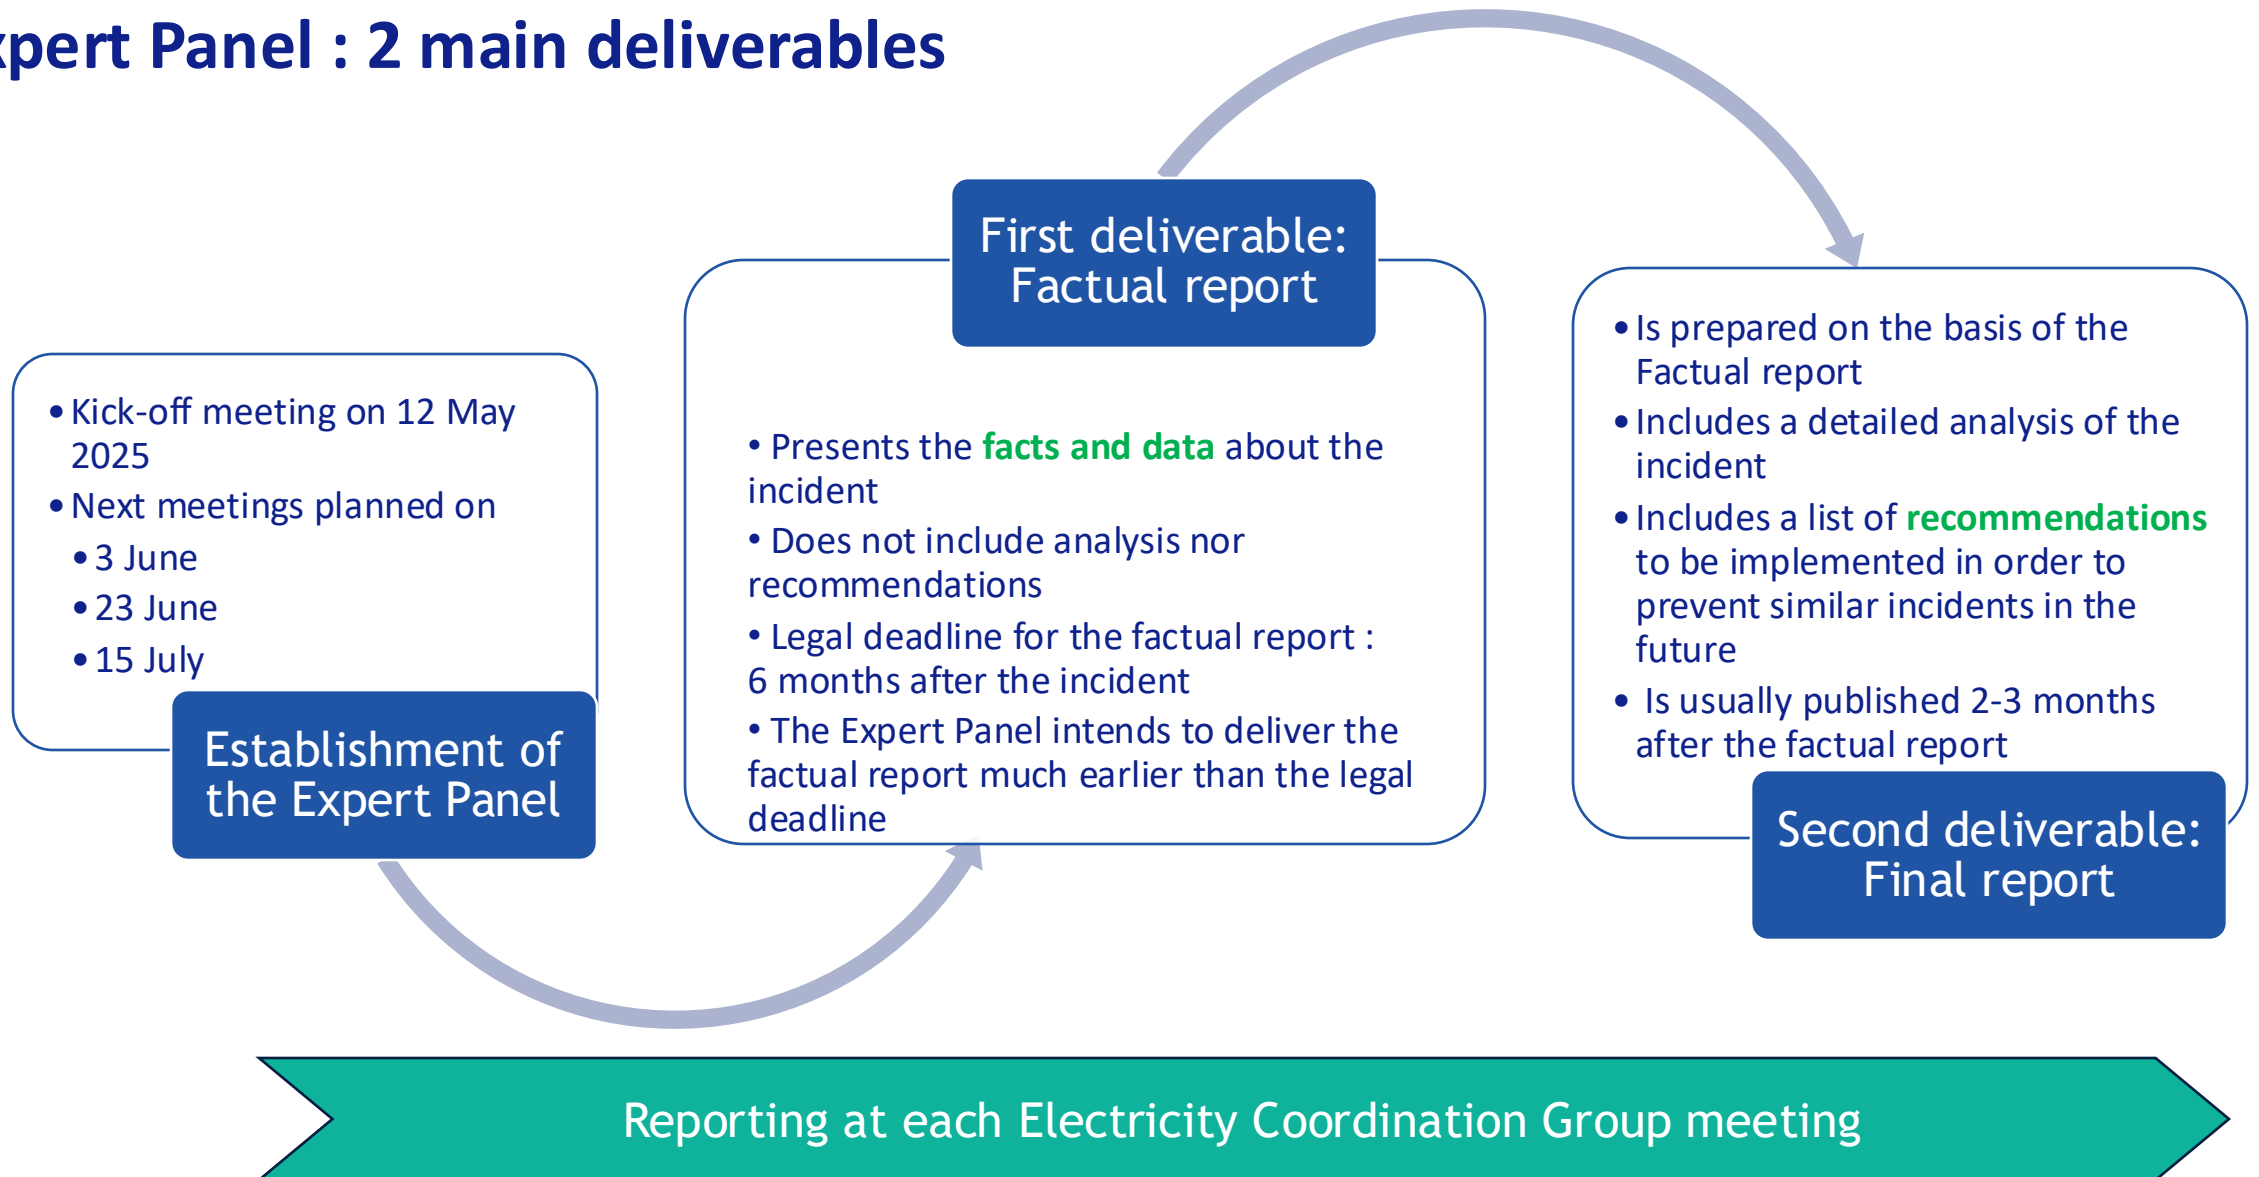 xpert Panel : 2 main deliverables
• Kick-off meeting on 12 May
2025
• Next meetings planned on
• 3 June
• 23 June
• 15 July
Establishment of
the Expert Panel
First deliverable:
Factual report
• Presents the facts and data about the
incident
• Does not include analysis nor
recommendations
• Legal deadline for the factual report :
6 months after the incident
• The Expert Panel intends to deliver the
factual report much earlier than the legal
deadline
• Is prepared on the basis of the
Factual report
• Includes a detailed analysis of the
incident
• Includes a list of recommendations
to be implemented in order to
prevent similar incidents in the
future
• Is usually published 2-3 months
after the factual report
Second deliverable:
Final report
Reporting at each Electricity Coordination Group meeting